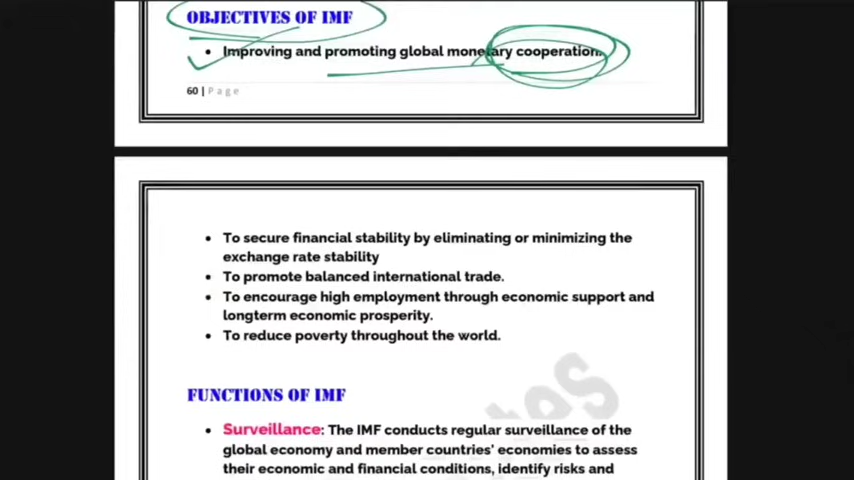 OBJECTIVES OF IMF
• Improving and promoting global monetary cooperation.
60 | Page
• To secure financial stability by eliminating or minimizing the
exchange rate stability
• To promote balanced international trade.
• To encourage high employment through economic support and
longterm economic prosperity.
• To reduce poverty throughout the world.
FUNCTIONS OF IMF
• Surveillance: The IMF conducts regular surveillance of the
global economy and member countries' economies to assess
their economic and financial conditions, identify risks and